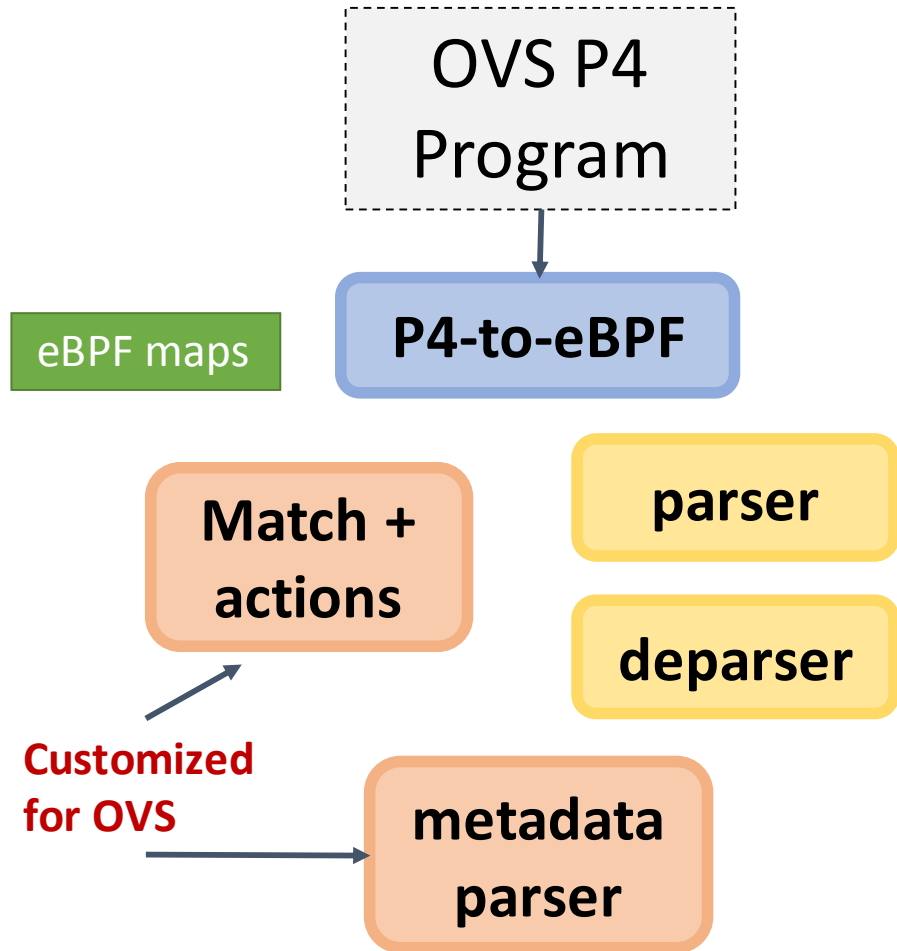 OVS P4
Program
P4-to-eBPF
eBPF maps
Match +
actions
parser
deparser
Customized
for OVS
metadata
parser